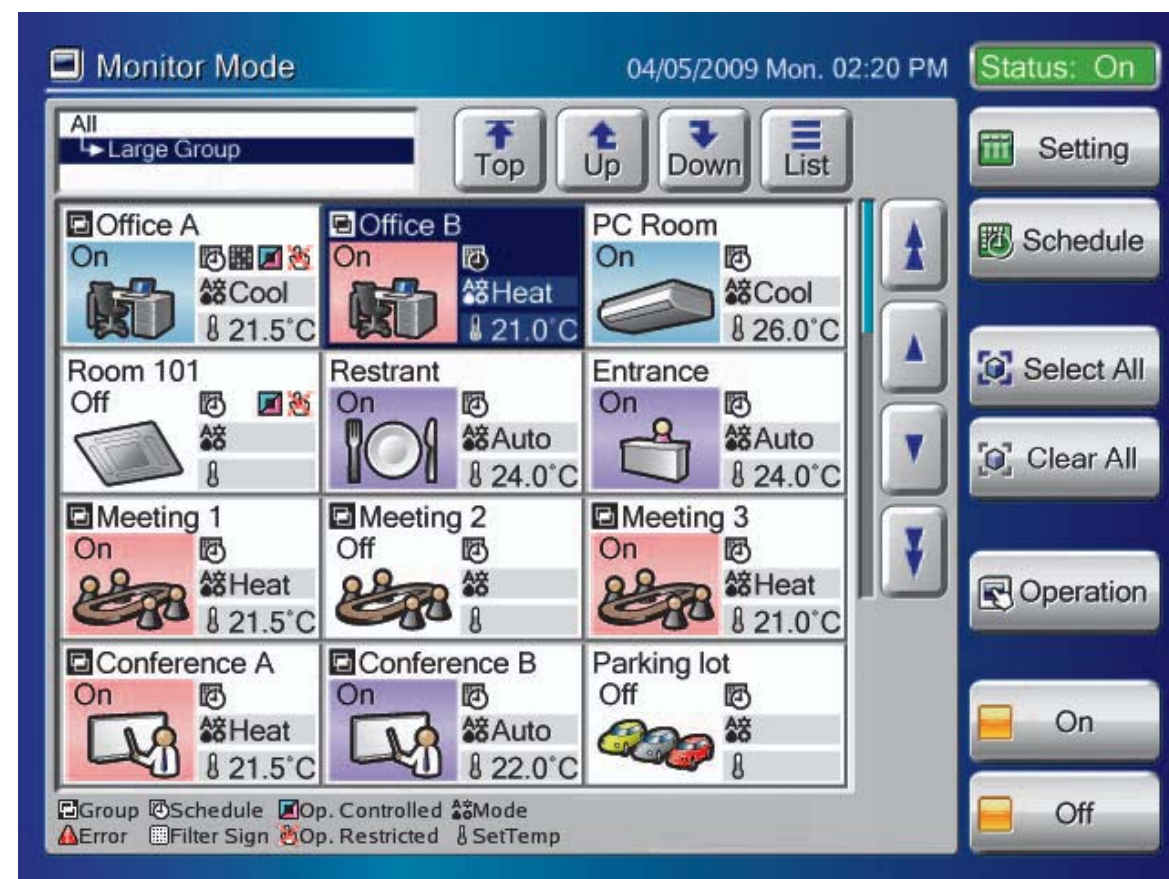 Monitor Mode
04/05/2009 Mon. 02:20 PM
Status: On
All
Large Group
Top
Up
Down
List
Setting
Schedule
Select All
Clear All
Operation
On
Off
Office A
On
Cool
21.5°C
Office B
On
Heat
21.0°C
PC Room
On
Cool
26.0°C
Room 101
Off
Restrant
On
Auto
24.0°C
Entrance
On
Auto
24.0°C
Meeting 1
On
Heat
21.5°C
Meeting 2
Off
Meeting 3
On
Heat
21.0°C
Conference A
On
Heat
21.5°C
Conference B
On
Auto
22.0°C
Parking lot
Off
Group Schedule Op. Controlled Mode
Error Filter Sign Op. Restricted SetTemp